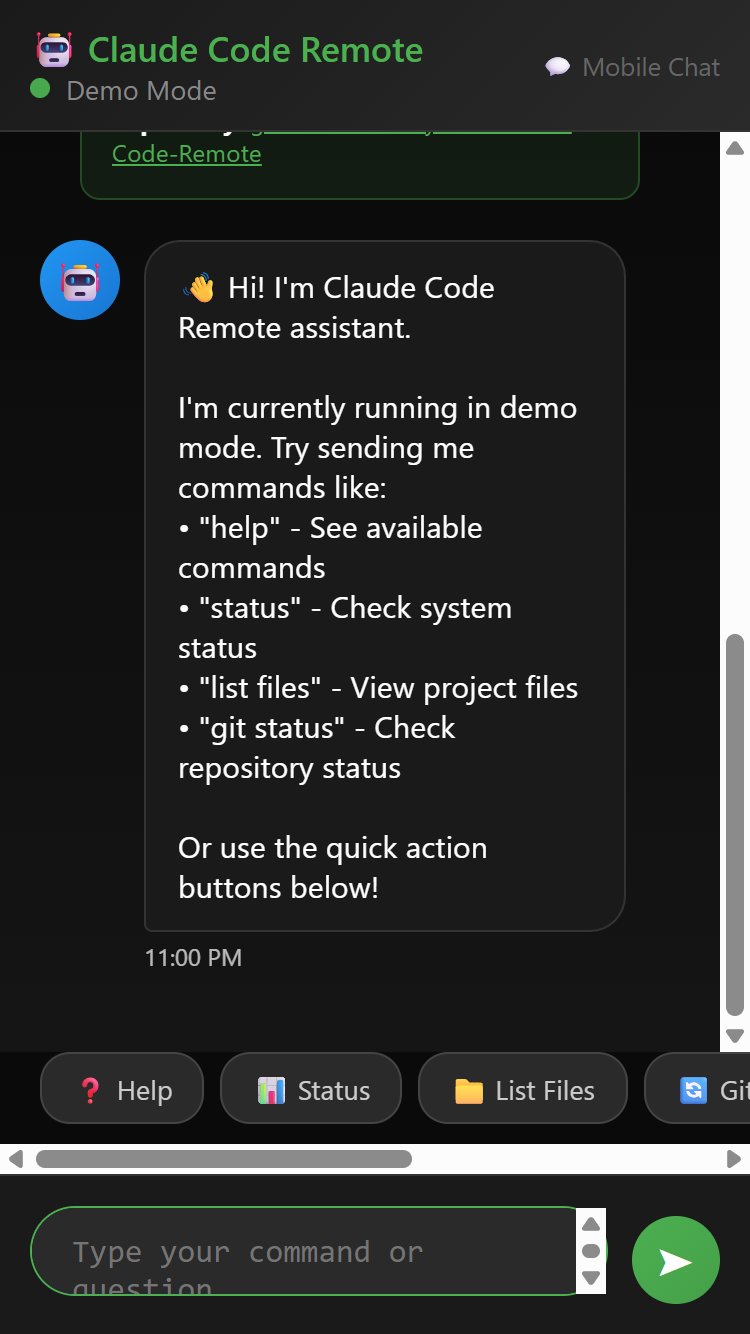 Claude Code Remote
Demo Mode
Mobile Chat
Code-Remote
👋 Hi! I'm Claude Code
Remote assistant.
I'm currently running in demo
mode. Try sending me
commands like:
• "help" - See available
commands
• "status" - Check system
status
• "list files" - View project files
• "git status" - Check
repository status
Or use the quick action
buttons below!
11:00 PM
❓ Help
📊 Status
📁 List Files
🔄 Git
Type your command or
question